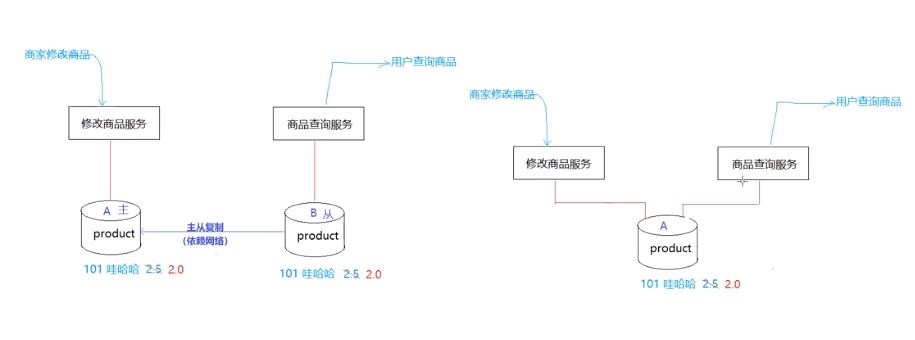 商家修改商品
用户查询商品
修改商品服务
商品查询服务
A 主
product
主从复制
(依赖网络)
B 从
product
101 哇哈哈 2.5 2.0
101 哇哈哈 2.5 2.0
商家修改商品
用户查询商品
修改商品服务
商品查询服务
A
product
101 哇哈哈 2.5 2.0